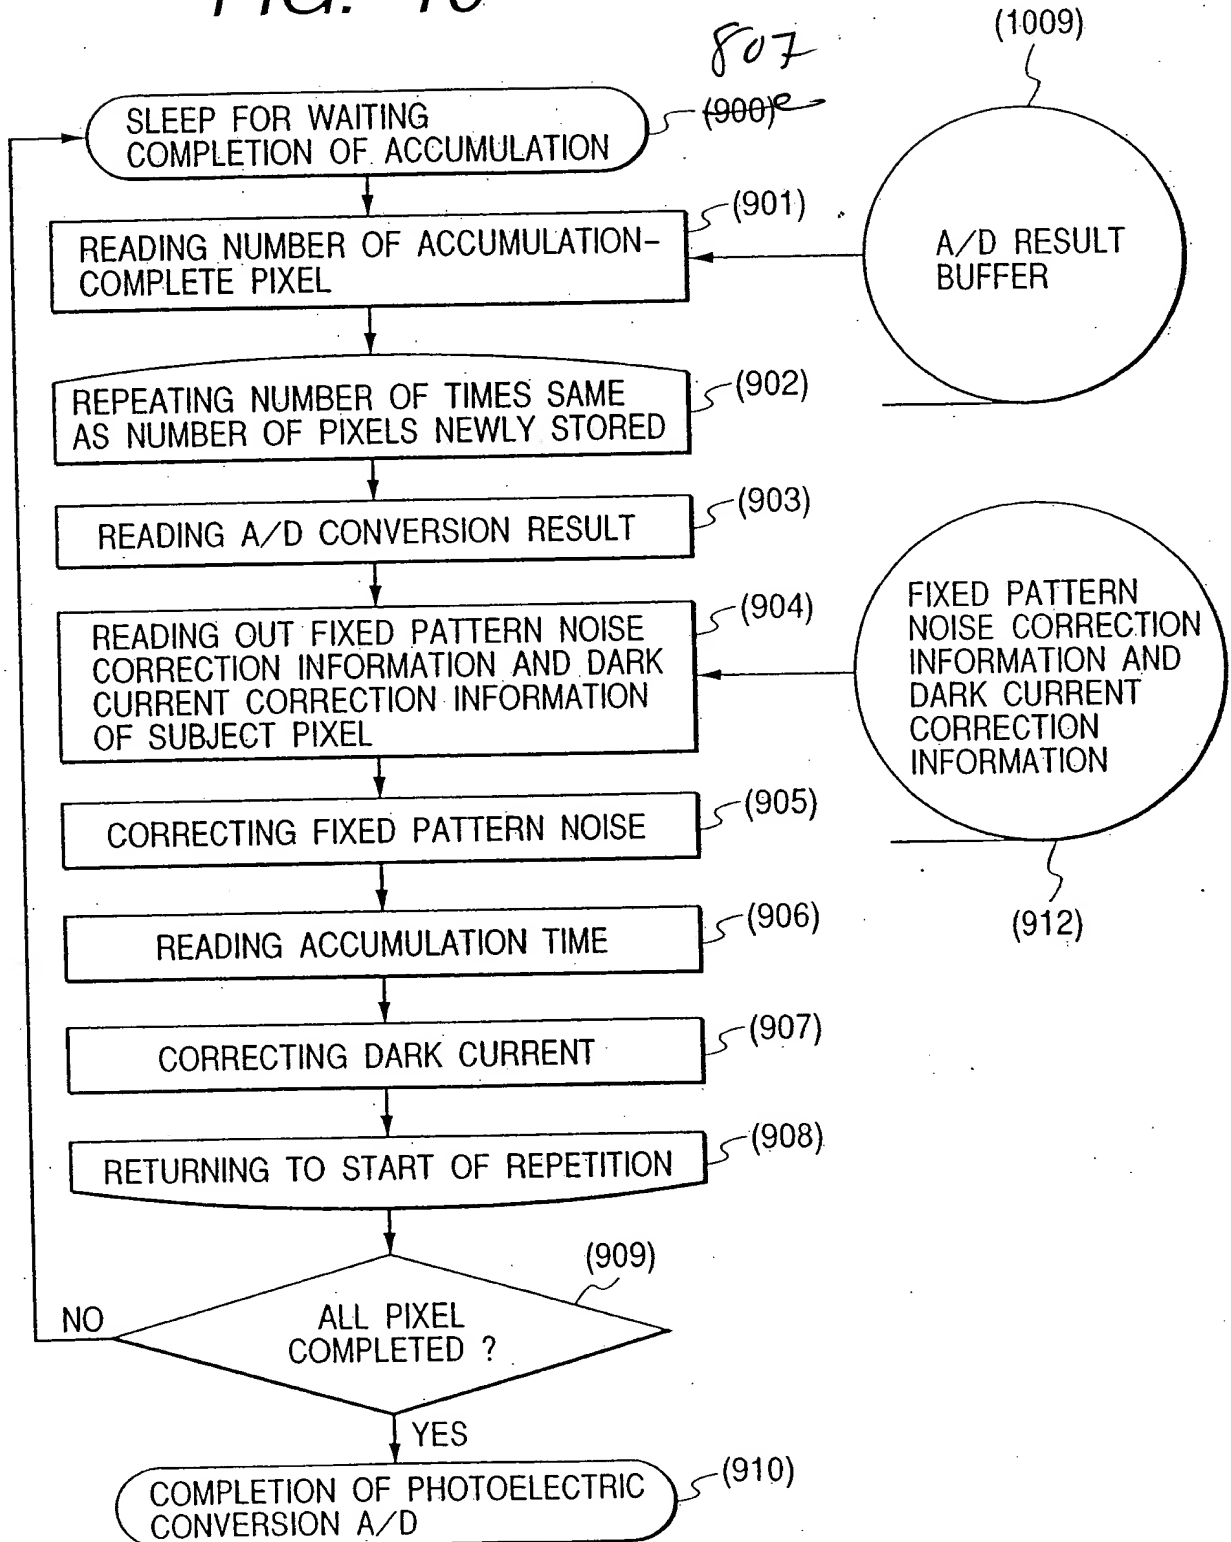 FIG. 10
807
(1009)
SLEEP FOR WAITING
COMPLETION OF ACCUMULATION
(900)
(901)
READING NUMBER OF ACCUMULATION-
COMPLETE PIXEL
A/D RESULT
BUFFER
(902)
REPEATING NUMBER OF TIMES SAME
AS NUMBER OF PIXELS NEWLY STORED
(903)
READING A/D CONVERSION RESULT
(904)
READING OUT FIXED PATTERN NOISE
CORRECTION INFORMATION AND DARK
CURRENT CORRECTION INFORMATION
OF SUBJECT PIXEL
FIXED PATTERN
NOISE CORRECTION
INFORMATION AND
DARK CURRENT
CORRECTION
INFORMATION
(905)
CORRECTING FIXED PATTERN NOISE
(912)
(906)
READING ACCUMULATION TIME
(907)
CORRECTING DARK CURRENT
(908)
RETURNING TO START OF REPETITION
(909)
NO
ALL PIXEL
COMPLETED ?
YES
(910)
COMPLETION OF PHOTOELECTRIC
CONVERSION A/D